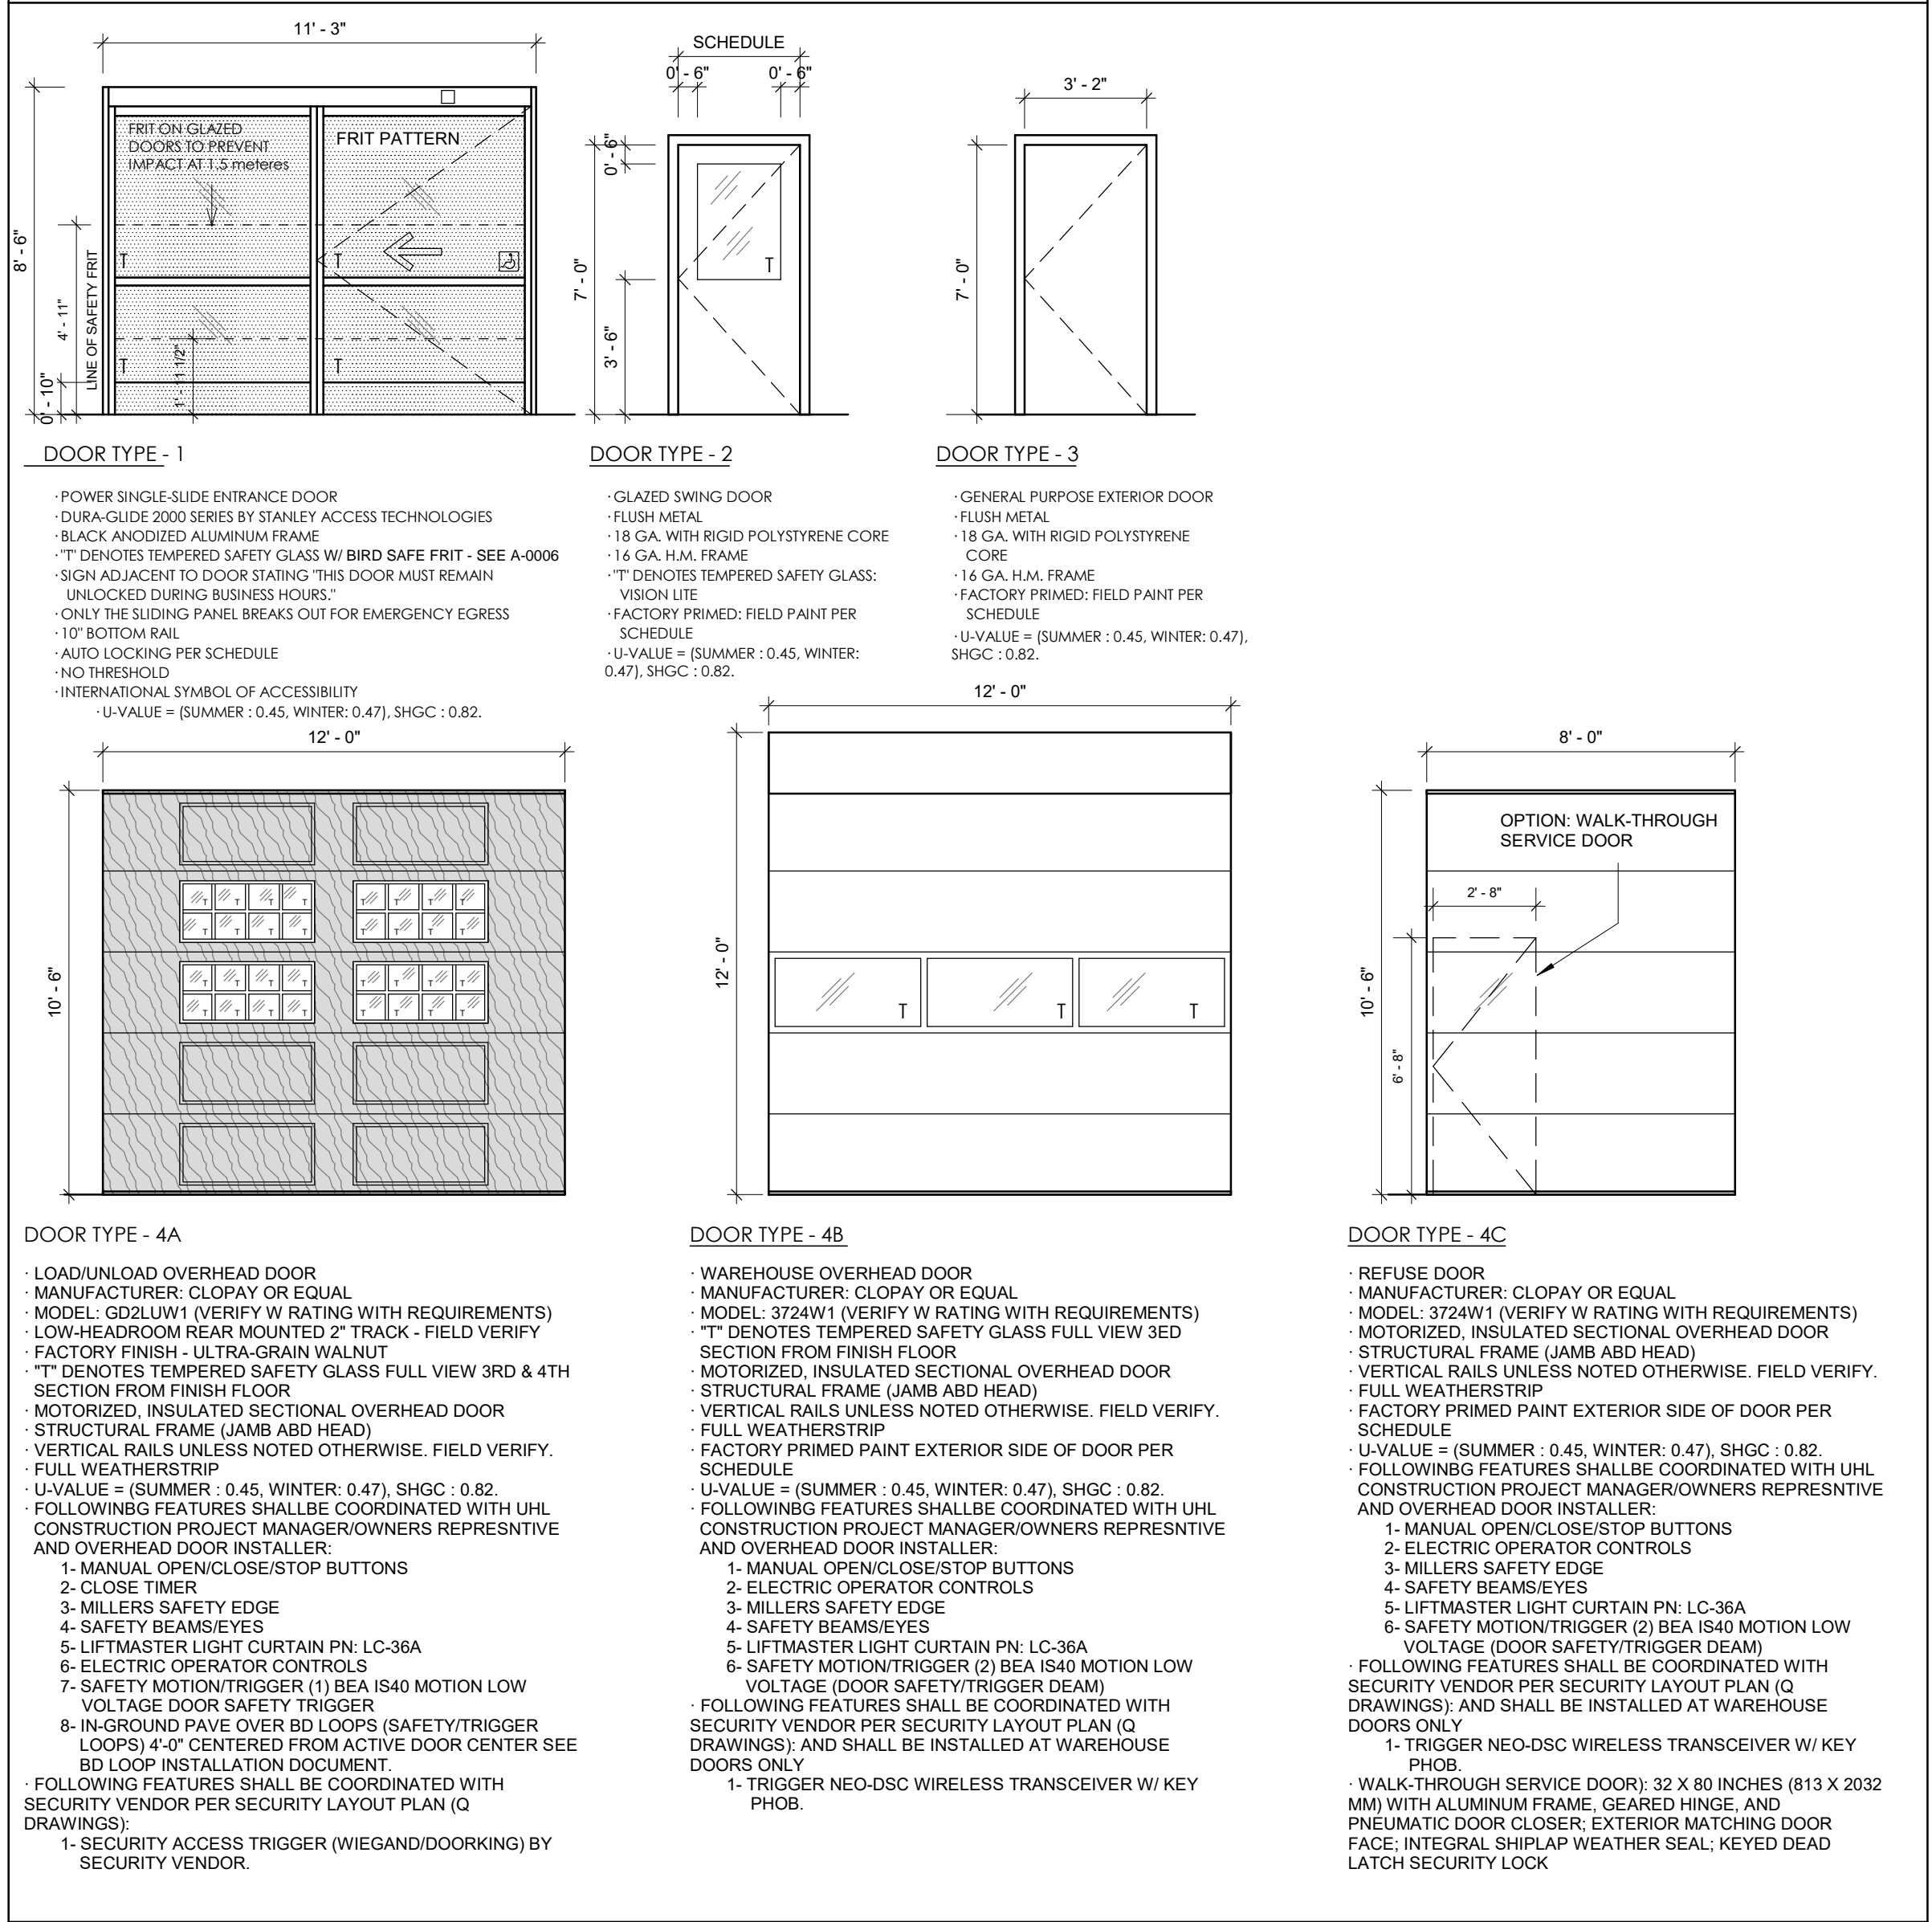 11' - 3"
8' - 6"
4' - 11"
0' - 10"
1' - 11 1/2"
LINE OF SAFETY FRIT
FRIT ON GLAZED
DOORS TO PREVENT
IMPACT AT 1.5 meteres
FRIT PATTERN
T
T
T
T
SCHEDULE
0' - 6"
0' - 6"
0' - 6"
7' - 0"
3' - 6"
T
3' - 2"
7' - 0"
DOOR TYPE - 1
· POWER SINGLE-SLIDE ENTRANCE DOOR
· DURA-GLIDE 2000 SERIES BY STANLEY ACCESS TECHNOLOGIES
· BLACK ANODIZED ALUMINUM FRAME
· "T" DENOTES TEMPERED SAFETY GLASS W/ BIRD SAFE FRIT - SEE A-0006
· SIGN ADJACENT TO DOOR STATING "THIS DOOR MUST REMAIN
UNLOCKED DURING BUSINESS HOURS."
· ONLY THE SLIDING PANEL BREAKS OUT FOR EMERGENCY EGRESS
· 10" BOTTOM RAIL
· AUTO LOCKING PER SCHEDULE
· NO THRESHOLD
· INTERNATIONAL SYMBOL OF ACCESSIBILITY
· U-VALUE = (SUMMER : 0.45, WINTER: 0.47), SHGC : 0.82.
DOOR TYPE - 2
· GLAZED SWING DOOR
· FLUSH METAL
· 18 GA. WITH RIGID POLYSTYRENE CORE
· 16 GA. H.M. FRAME
· "T" DENOTES TEMPERED SAFETY GLASS:
VISION LITE
· FACTORY PRIMED: FIELD PAINT PER
SCHEDULE
· U-VALUE = (SUMMER : 0.45, WINTER:
0.47), SHGC : 0.82.
DOOR TYPE - 3
· GENERAL PURPOSE EXTERIOR DOOR
· FLUSH METAL
· 18 GA. WITH RIGID POLYSTYRENE
CORE
· 16 GA. H.M. FRAME
· FACTORY PRIMED: FIELD PAINT PER
SCHEDULE
· U-VALUE = (SUMMER : 0.45, WINTER: 0.47),
SHGC : 0.82.
12' - 0"
10' - 6"
T T T T T T T T
T T T T T T T T
T T T T T T T T
T T T T T T T T
12' - 0"
12' - 0"
T T T
8' - 0"
10' - 6"
OPTION: WALK-THROUGH
SERVICE DOOR
2' - 8"
6' - 8"
DOOR TYPE - 4A
· LOAD/UNLOAD OVERHEAD DOOR
· MANUFACTURER: CLOPAY OR EQUAL
· MODEL: GD2LUW1 (VERIFY W RATING WITH REQUIREMENTS)
· LOW-HEADROOM REAR MOUNTED 2" TRACK - FIELD VERIFY
· FACTORY FINISH - ULTRA-GRAIN WALNUT
· "T" DENOTES TEMPERED SAFETY GLASS FULL VIEW 3RD & 4TH
SECTION FROM FINISH FLOOR
· MOTORIZED, INSULATED SECTIONAL OVERHEAD DOOR
· STRUCTURAL FRAME (JAMB ABD HEAD)
· VERTICAL RAILS UNLESS NOTED OTHERWISE. FIELD VERIFY.
· FULL WEATHERSTRIP
· U-VALUE = (SUMMER : 0.45, WINTER: 0.47), SHGC : 0.82.
· FOLLOWINBG FEATURES SHALLBE COORDINATED WITH UHL
CONSTRUCTION PROJECT MANAGER/OWNERS REPRESNTIVE
AND OVERHEAD DOOR INSTALLER:
1- MANUAL OPEN/CLOSE/STOP BUTTONS
2- CLOSE TIMER
3- MILLERS SAFETY EDGE
4- SAFETY BEAMS/EYES
5- LIFTMASTER LIGHT CURTAIN PN: LC-36A
6- ELECTRIC OPERATOR CONTROLS
7- SAFETY MOTION/TRIGGER (1) BEA IS40 MOTION LOW
VOLTAGE DOOR SAFETY TRIGGER
8- IN-GROUND PAVE OVER BD LOOPS (SAFETY/TRIGGER
LOOPS) 4'-0" CENTERED FROM ACTIVE DOOR CENTER SEE
BD LOOP INSTALLATION DOCUMENT.
· FOLLOWING FEATURES SHALL BE COORDINATED WITH
SECURITY VENDOR PER SECURITY LAYOUT PLAN (Q
DRAWINGS):
1- SECURITY ACCESS TRIGGER (WIEGAND/DOORKING) BY
SECURITY VENDOR.
DOOR TYPE - 4B
· WAREHOUSE OVERHEAD DOOR
· MANUFACTURER: CLOPAY OR EQUAL
· MODEL: 3724W1 (VERIFY W RATING WITH REQUIREMENTS)
· "T" DENOTES TEMPERED SAFETY GLASS FULL VIEW 3ED
SECTION FROM FINISH FLOOR
· MOTORIZED, INSULATED SECTIONAL OVERHEAD DOOR
· STRUCTURAL FRAME (JAMB ABD HEAD)
· VERTICAL RAILS UNLESS NOTED OTHERWISE. FIELD VERIFY.
· FULL WEATHERSTRIP
· FACTORY PRIMED PAINT EXTERIOR SIDE OF DOOR PER
SCHEDULE
· U-VALUE = (SUMMER : 0.45, WINTER: 0.47), SHGC : 0.82.
· FOLLOWINBG FEATURES SHALLBE COORDINATED WITH UHL
CONSTRUCTION PROJECT MANAGER/OWNERS REPRESNTIVE
AND OVERHEAD DOOR INSTALLER:
1- MANUAL OPEN/CLOSE/STOP BUTTONS
2- ELECTRIC OPERATOR CONTROLS
3- MILLERS SAFETY EDGE
4- SAFETY BEAMS/EYES
5- LIFTMASTER LIGHT CURTAIN PN: LC-36A
6- SAFETY MOTION/TRIGGER (2) BEA IS40 MOTION LOW
VOLTAGE (DOOR SAFETY/TRIGGER DEAM)
· FOLLOWING FEATURES SHALL BE COORDINATED WITH
SECURITY VENDOR PER SECURITY LAYOUT PLAN (Q
DRAWINGS): AND SHALL BE INSTALLED AT WAREHOUSE
DOORS ONLY
1- TRIGGER NEO-DSC WIRELESS TRANSCEIVER W/ KEY
PHOB.
DOOR TYPE - 4C
· REFUSE DOOR
· MANUFACTURER: CLOPAY OR EQUAL
· MODEL: 3724W1 (VERIFY W RATING WITH REQUIREMENTS)
· MOTORIZED, INSULATED SECTIONAL OVERHEAD DOOR
· STRUCTURAL FRAME (JAMB ABD HEAD)
· VERTICAL RAILS UNLESS NOTED OTHERWISE. FIELD VERIFY.
· FULL WEATHERSTRIP
· FACTORY PRIMED PAINT EXTERIOR SIDE OF DOOR PER
SCHEDULE
· U-VALUE = (SUMMER : 0.45, WINTER: 0.47), SHGC : 0.82.
· FOLLOWINBG FEATURES SHALLBE COORDINATED WITH UHL
CONSTRUCTION PROJECT MANAGER/OWNERS REPRESNTIVE
AND OVERHEAD DOOR INSTALLER:
1- MANUAL OPEN/CLOSE/STOP BUTTONS
2- ELECTRIC OPERATOR CONTROLS
3- MILLERS SAFETY EDGE
4- SAFETY BEAMS/EYES
5- LIFTMASTER LIGHT CURTAIN PN: LC-36A
6- SAFETY MOTION/TRIGGER (2) BEA IS40 MOTION LOW
VOLTAGE (DOOR SAFETY/TRIGGER DEAM)
· FOLLOWING FEATURES SHALL BE COORDINATED WITH
SECURITY VENDOR PER SECURITY LAYOUT PLAN (Q
DRAWINGS): AND SHALL BE INSTALLED AT WAREHOUSE
DOORS ONLY
1- TRIGGER NEO-DSC WIRELESS TRANSCEIVER W/ KEY
PHOB.
· WALK-THROUGH SERVICE DOOR): 32 X 80 INCHES (813 X 2032
MM) WITH ALUMINUM FRAME, GEARED HINGE, AND
PNEUMATIC DOOR CLOSER; EXTERIOR MATCHING DOOR
FACE; INTEGRAL SHIPLAP WEATHER SEAL; KEYED DEAD
LATCH SECURITY LOCK